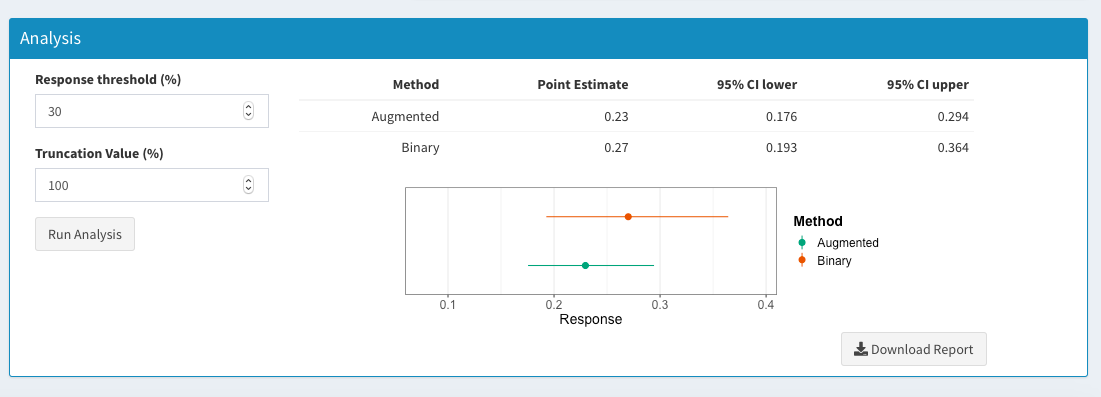 Analysis
Response threshold (%)
30
Truncation Value (%)
100
Run Analysis
Method Point Estimate 95% CI lower 95% CI upper
Augmented 0.23 0.176 0.294
Binary 0.27 0.193 0.364
0.1 0.2 0.3 0.4
Response
Method
Augmented
Binary
Download Report